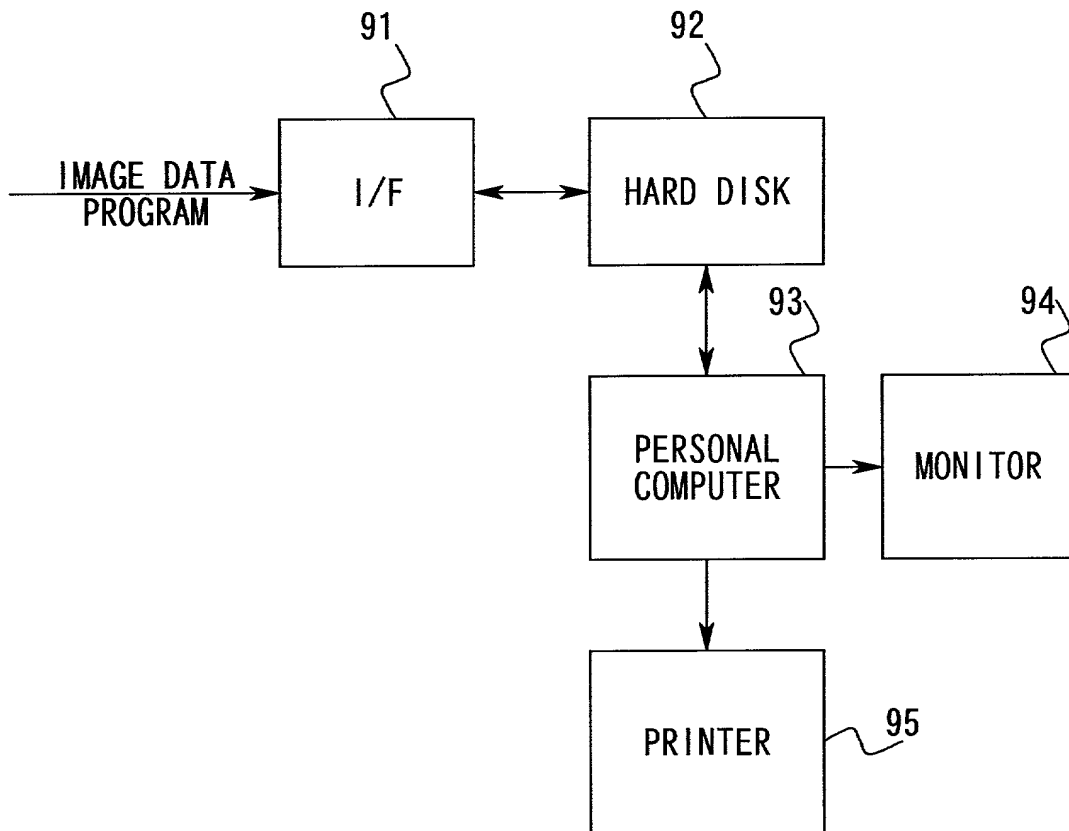 91
92
IMAGE DATA
PROGRAM
I/F
HARD DISK
93
94
PERSONAL
COMPUTER
MONITOR
PRINTER
95